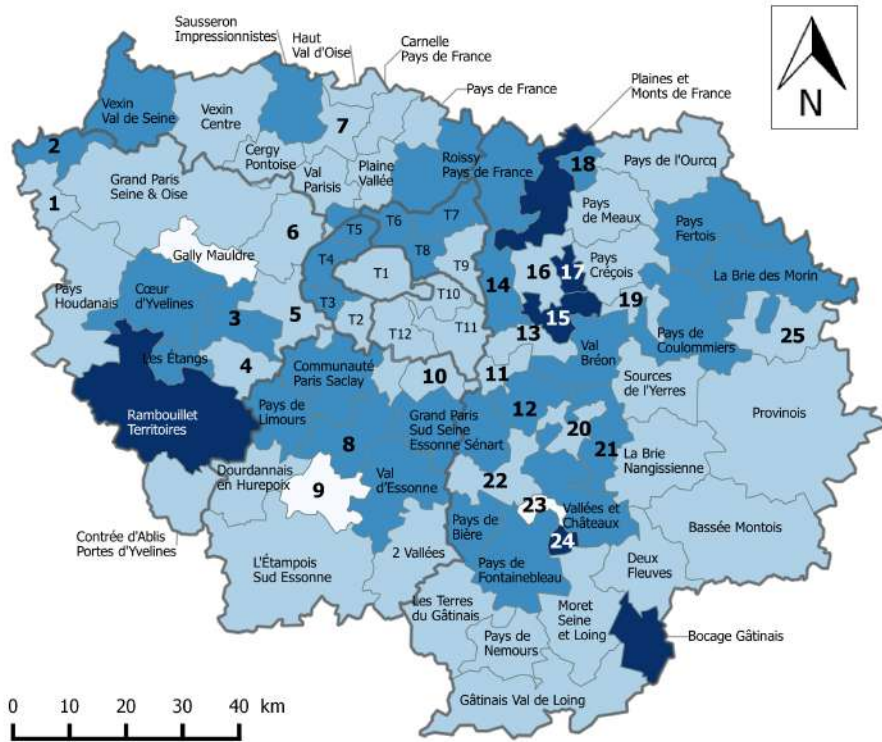 Sausseron
Impressionnistes
Haut
Val d'Oise
Carnelle
Pays de France
Pays de France
Plaines et
Monts de France
N
Vexin
Val de Seine
Vexin
Centre
7
2
Cergy
Pontoise
Val
Parisis
Plaine
Vallée
Roissy
Pays de France
18
Pays de l'Ourcq
Grand Paris
Seine & Oise
1
Pays
de Meaux
Pays
Fertois
6
T5
T6
T7
Gally Mauldre
T4
T8
T9
T1
16
17
Pays
Créçois
La Brie des Morin
Pays
Houdanais
Cœur
d'Yvelines
3
5
T3
T2
T10
T12
T11
14
15
13
19
25
Les Étangs
4
Communauté
Paris Saclay
10
11
Val
Bréon
Pays de
Coulommiers
Sources
de l'Yerres
Rambouillet
Territoires
Pays de
Limours
8
Grand Paris
Sud Seine
Essonne Sénart
12
20
21
Provinois
Dourdannais
en Hurepoix
9
Val
d'Essonne
22
La Brie
Nangissienne
23
Vallées et
Châteaux
Pays de
Bière
24
Bassée Montois
Contrée d'Ablis
Portes d'Yvelines
L'Étampois
Sud Essonne
2 Vallées
Pays de
Fontainebleau
Deux
Fleuves
Les Terres
du Gâtinais
Moret
Seine
et Loing
Pays de
Nemours
Bocage Gâtinais
Gâtinais Val de Loing
0 10 20 30 40 km